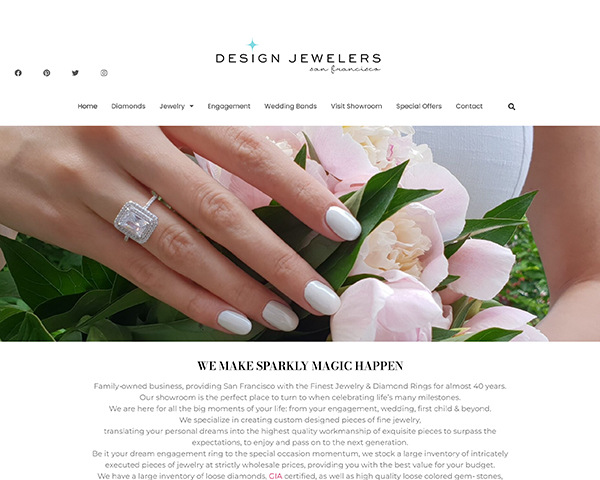 DESIGN JEWELERS
san francisco
Home Diamonds Jewelry Engagement Wedding Bands Visit Showroom Special Offers Contact
WE MAKE SPARKLY MAGIC HAPPEN
Family-owned business, providing San Francisco with the Finest Jewelry & Diamond Rings for almost 40 years.
Our showroom is the perfect place to turn to when celebrating life's many milestones.
We are here for all the big moments of your life: from your engagement, wedding, first child & beyond.
We specialize in creating custom designed pieces of fine jewelry,
translating your personal dreams into the highest quality workmanship of exquisite pieces to surpass the
expectations, to enjoy and pass on to the next generation.
Be it your dream engagement ring to the special occasion momentum, we stock a large inventory of intricately
executed pieces of jewelry at strictly wholesale prices, providing you with the best value for your budget.
We have a large inventory of loose diamonds, GIA certified, as well as high quality loose colored gem- stones,